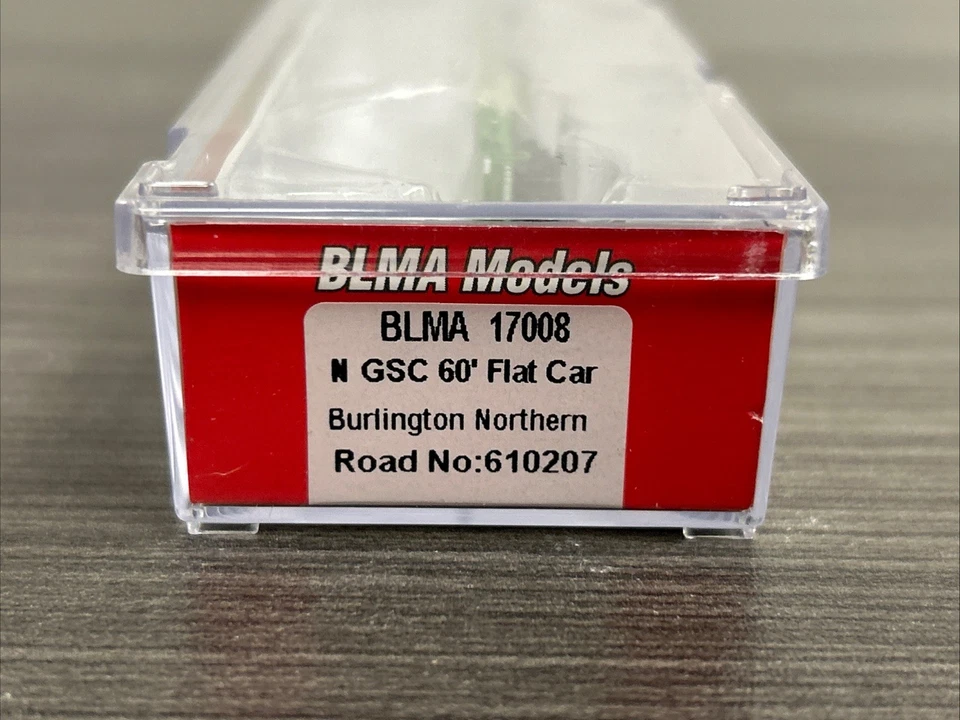 BLMA Models
BLMA 17008
N GSC 60' Flat Car
Burlington Northern
Road No:610207